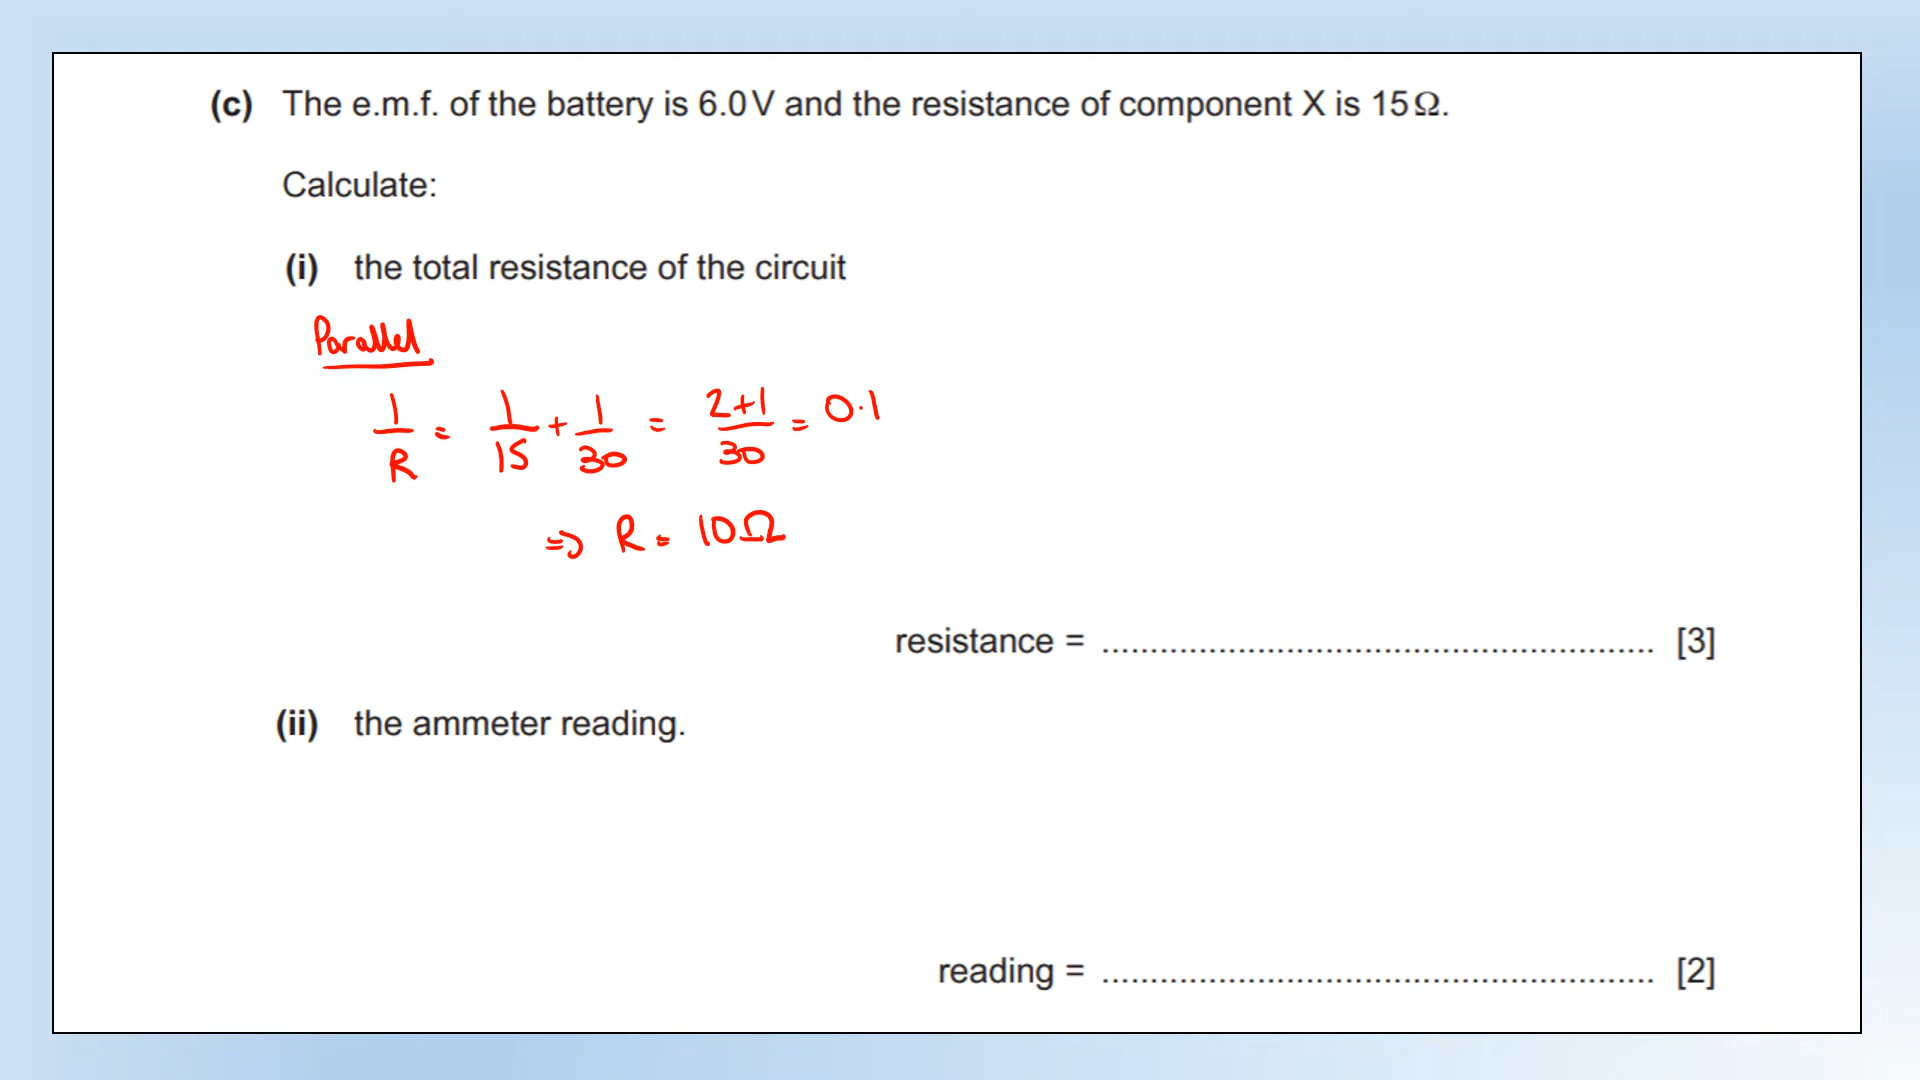 (c) The e.m.f. of the battery is 6.0 V and the resistance of component X is 15 Ω.
Calculate:
(i) the total resistance of the circuit
Parallel
1/R = 1/15 + 1/30 = 2+1/30 = 0.1
⇒ R = 10Ω
resistance = ......................................................... [3]
(ii) the ammeter reading.
reading = ......................................................... [2]